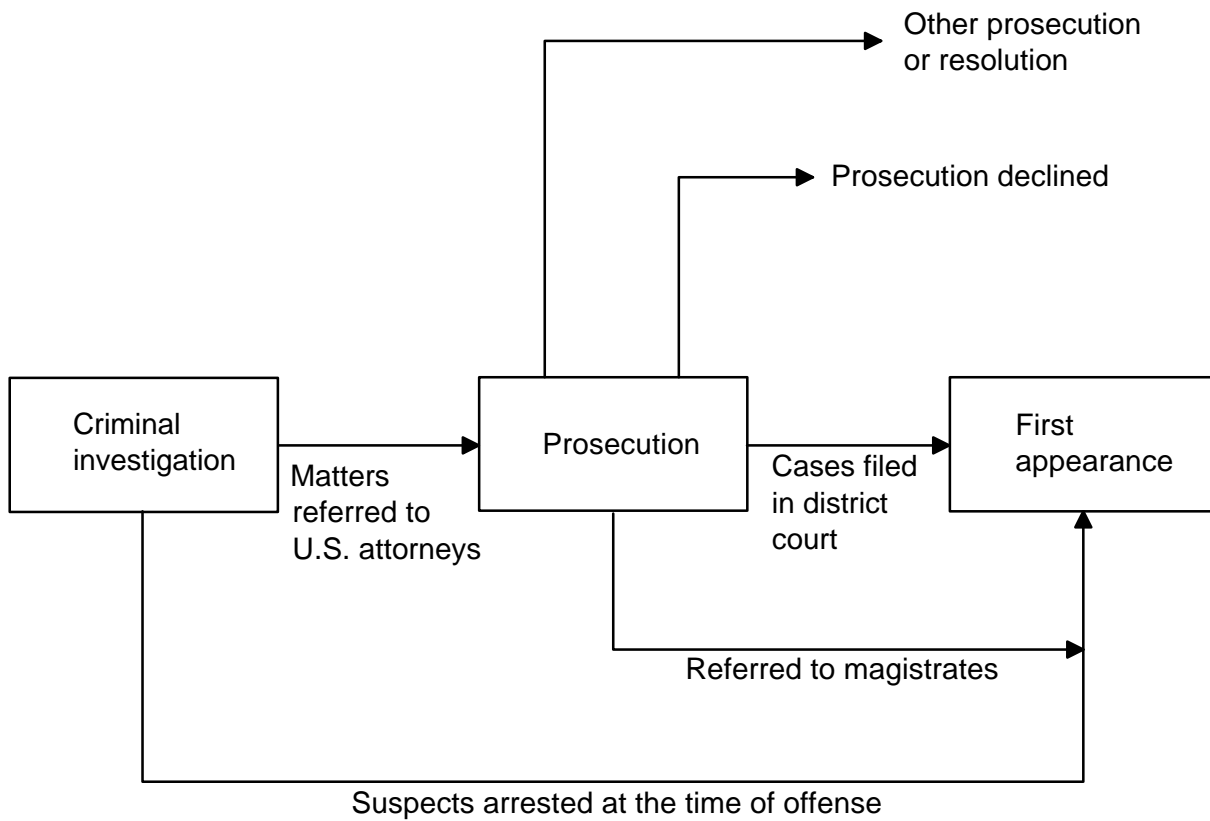 Other prosecution
or resolution
Prosecution declined
Criminal
investigation
Matters
referred to
U.S. attorneys
Prosecution
Cases filed
in district
court
First
appearance
Referred to magistrates
Suspects arrested at the time of offense